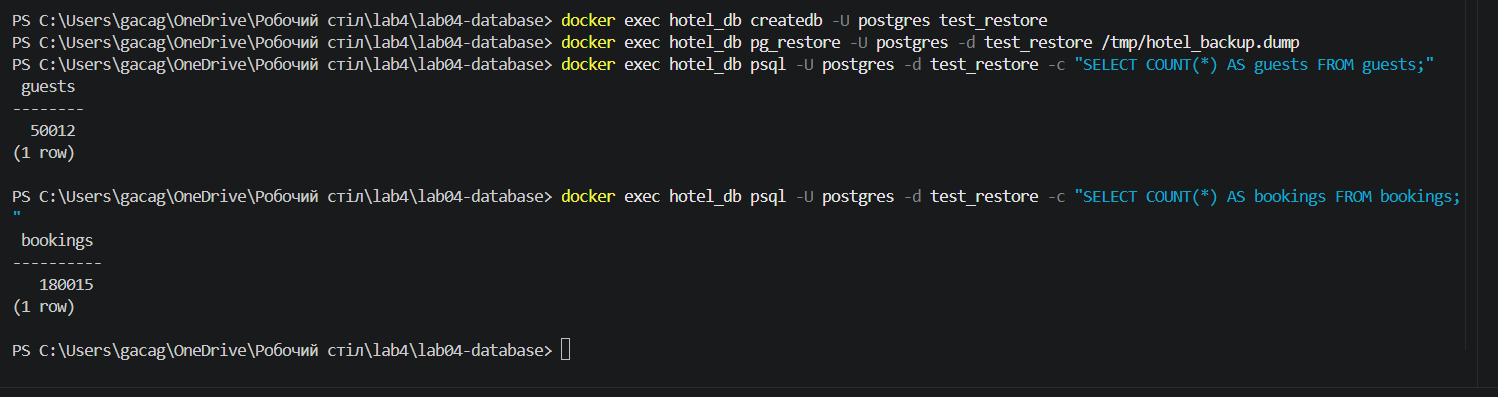 PS C:\Users\gacag\OneDrive\Робочий стіл\lab4\lab04-database> docker exec hotel_db createdb -U postgres test_restore
PS C:\Users\gacag\OneDrive\Робочий стіл\lab4\lab04-database> docker exec hotel_db pg_restore -U postgres -d test_restore /tmp/hotel_backup.dump
PS C:\Users\gacag\OneDrive\Робочий стіл\lab4\lab04-database> docker exec hotel_db psql -U postgres -d test_restore -c "SELECT COUNT(*) AS guests FROM guests;"
 guests
--------
  50012
(1 row)

PS C:\Users\gacag\OneDrive\Робочий стіл\lab4\lab04-database> docker exec hotel_db psql -U postgres -d test_restore -c "SELECT COUNT(*) AS bookings FROM bookings;
"
 bookings
----------
   180015
(1 row)

PS C:\Users\gacag\OneDrive\Робочий стіл\lab4\lab04-database>